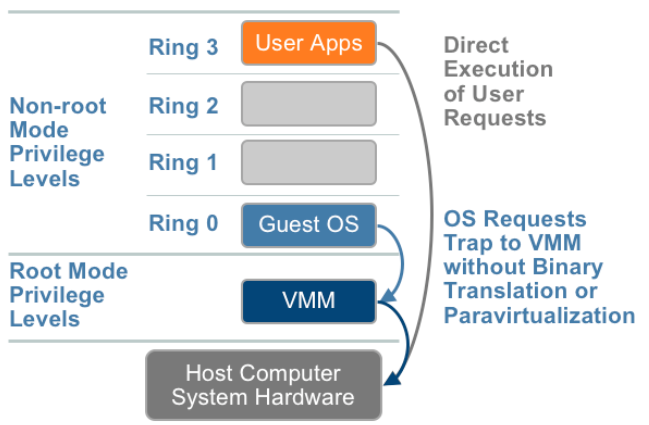 Ring 3
User Apps
Direct
Execution
of User
Requests
Non-root
Mode
Privilege
Levels
Ring 2
Ring 1
Ring 0
Guest OS
OS Requests
Trap to VMM
without Binary
Translation or
Paravirtualization
Root Mode
Privilege
Levels
VMM
Host Computer
System Hardware